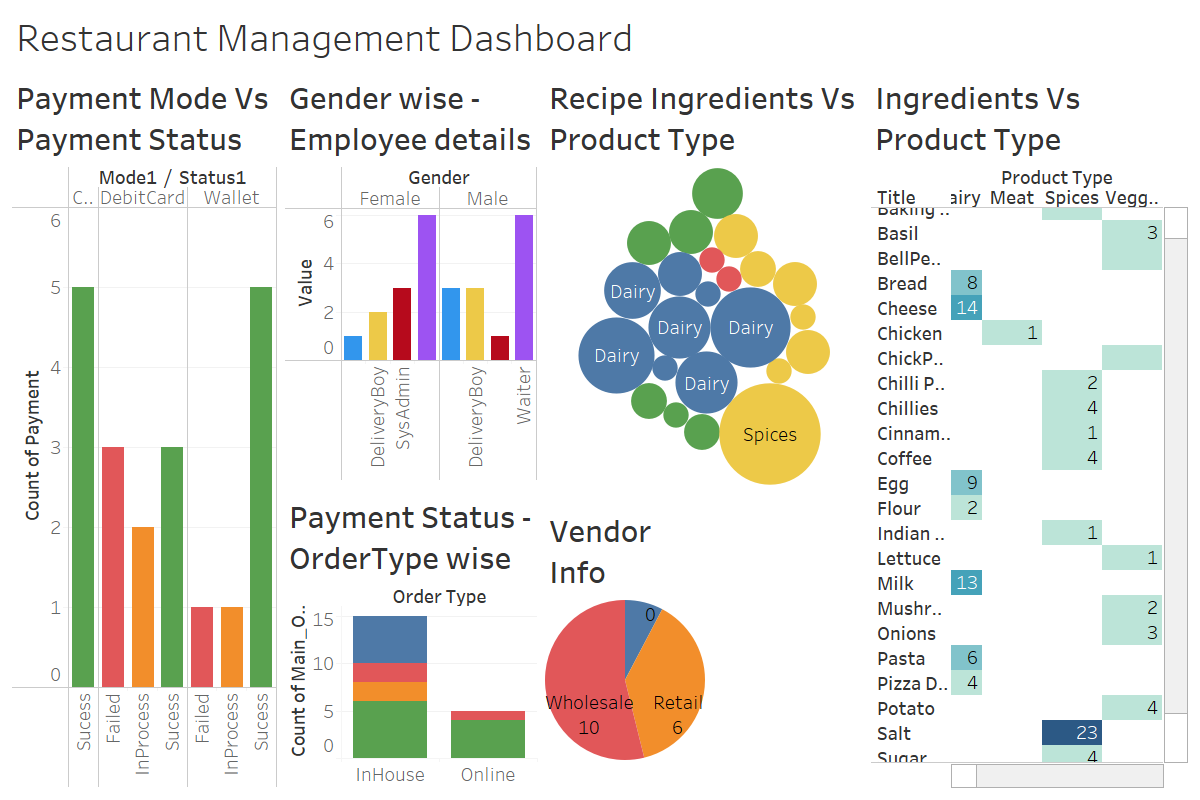 Restaurant Management Dashboard
Payment Mode Vs
Payment Status
Mode1 / Status1
C.. DebitCard Wallet
Count of Payment
6
5
4
3
2
1
0
Sucess
Failed
InProcess
Sucess
Failed
InProcess
Sucess
Gender wise -
Employee details
Gender
Female Male
Value
6
4
2
0
DeliveryBoy
SysAdmin
DeliveryBoy
Waiter
Payment Status -
OrderType wise
Order Type
Count of Main_O..
15
10
5
0
InHouse Online
Recipe Ingredients Vs
Product Type
Dairy
Dairy Dairy
Dairy
Dairy
Spices
Vendor
Info
0
Wholesale
10
Retail
6
Ingredients Vs
Product Type
Product Type
Title airy Meat Spices Vegg..
Baking ..
Basil 3
BellPe..
Bread 8
Cheese 14
Chicken 1
ChickP..
Chilli P.. 2
Chillies 4
Cinnam.. 1
Coffee 4
Egg 9
Flour 2
Indian .. 1
Lettuce 1
Milk 13
Mushr.. 2
Onions 3
Pasta 6
Pizza D.. 4
Potato 4
Salt 23
Sugar 4